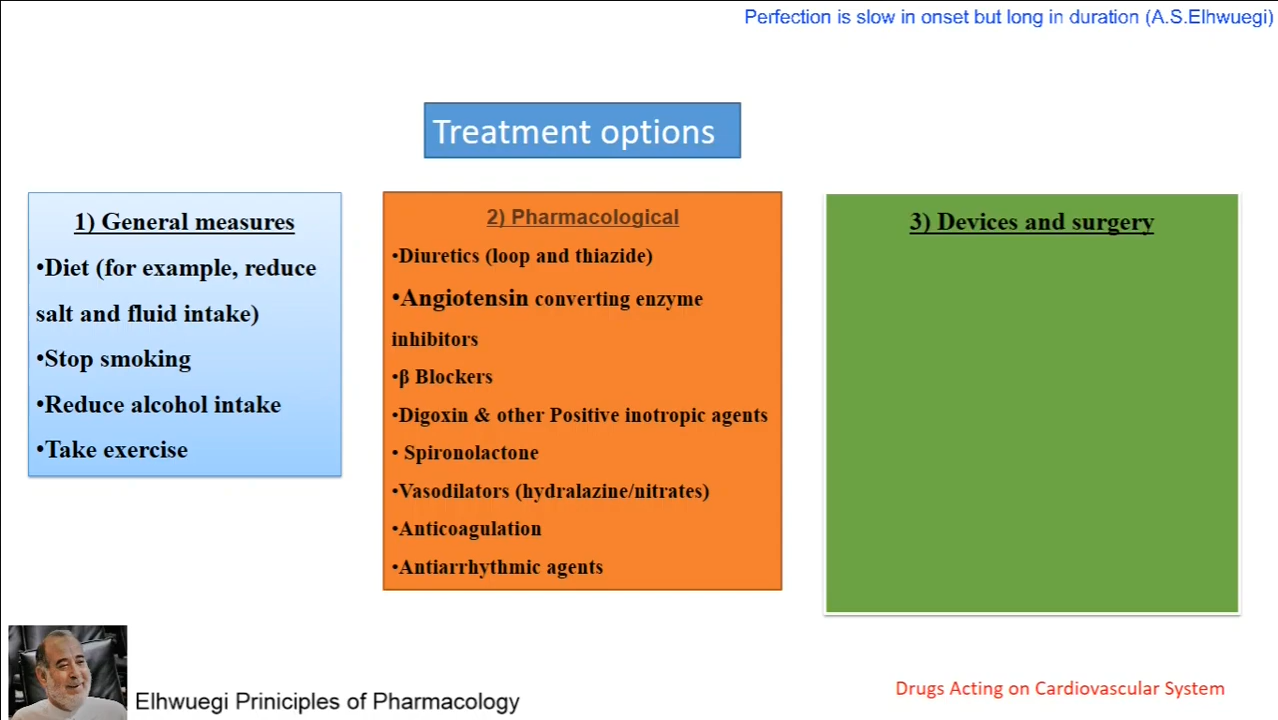 Perfection is slow in onset but long in duration (A.S.Elhwuegi)
Treatment options
1) General measures
•Diet (for example, reduce
salt and fluid intake)
•Stop smoking
•Reduce alcohol intake
•Take exercise
2) Pharmacological
•Diuretics (loop and thiazide)
•Angiotensin converting enzyme
inhibitors
•β Blockers
•Digoxin & other Positive inotropic agents
• Spironolactone
•Vasodilators (hydralazine/nitrates)
•Anticoagulation
•Antiarrhythmic agents
3) Devices and surgery
Elhwuegi Priniciples of Pharmacology
Drugs Acting on Cardiovascular System